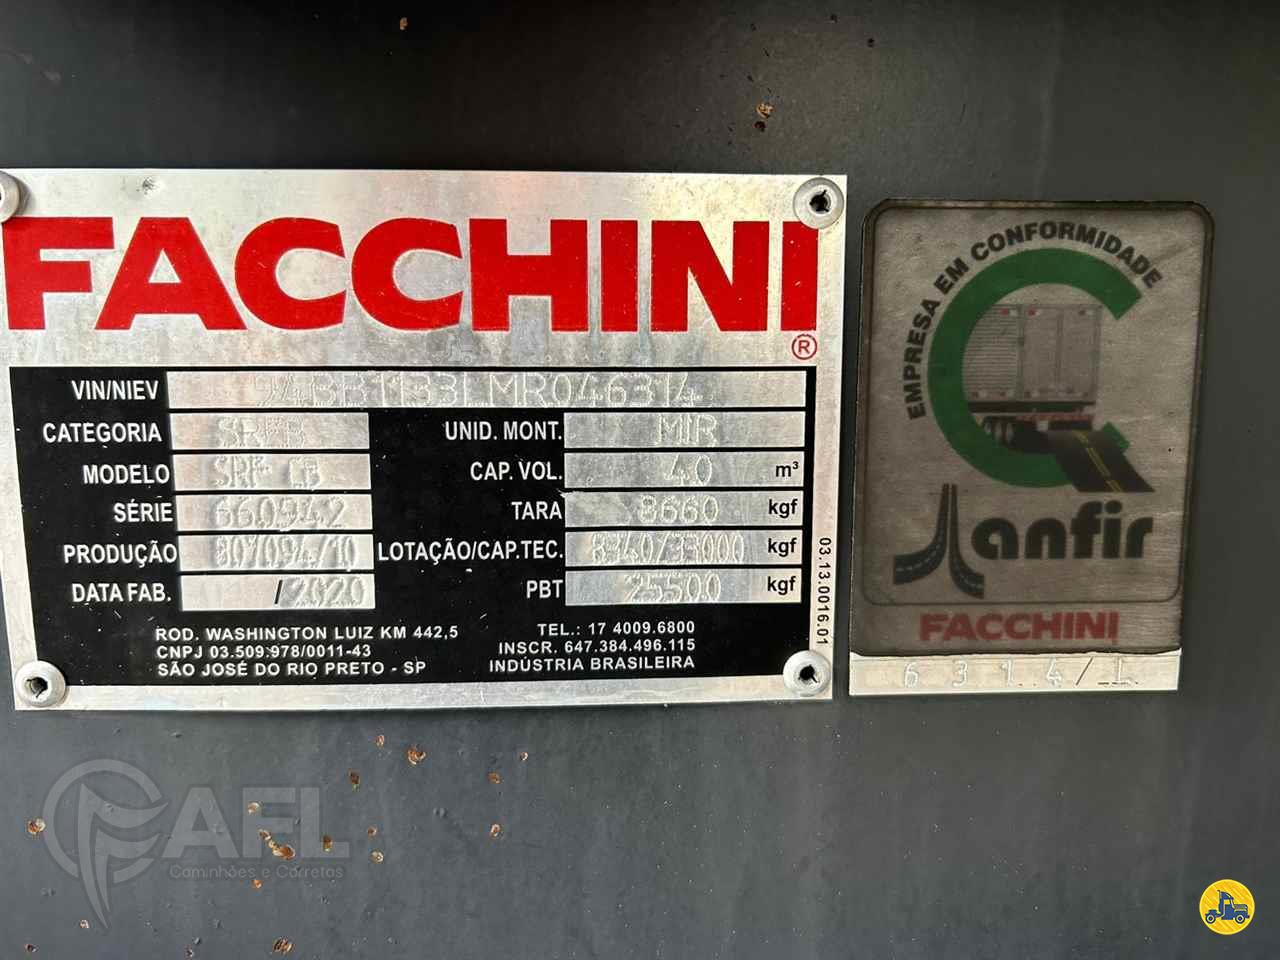 FACCHINI
®
VIN/NIEV 94BB1133LMR046314
CATEGORIA SRFB UNID. MONT. MIR
MODELO SRF CB CAP. VOL. 40 m³
SÉRIE 660942 TARA 8660 kgf
PRODUÇÃO LOTAÇÃO/CAP.TEC. 8340/33000 kgf
DATA FAB. /2020 PBT 25500 kgf
ROD. WASHINGTON LUIZ KM 442,5 TEL.: 17 4009.6800
CNPJ 03.509.978/0011-43 INSCR. 647.384.496.115
SÃO JOSÉ DO RIO PRETO - SP INDÚSTRIA BRASILEIRA
03.13.0016.01
EMPRESA EM CONFORMIDADE
anfir
FACCHINI
6314/L
AFL
Caminhões e Carretas